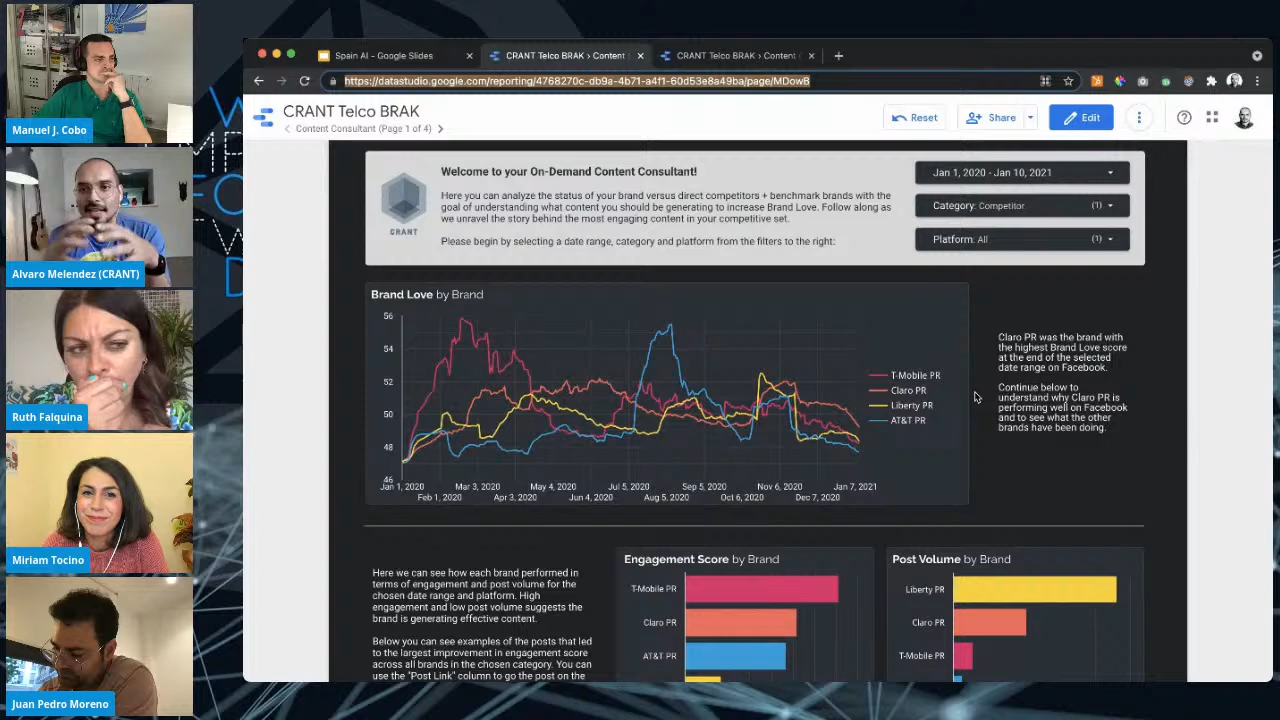 Manuel J. Cobo
Alvaro Melendez (CRANT)
Ruth Falquina
Miriam Tocino
Juan Pedro Moreno
Spain AI - Google Slides
CRANT Telco BRAK › Content
CRANT Telco BRAK › Content
https://datastudio.google.com/reporting/4768270c-db9a-4b71-a4f1-60d53e8a49ba/page/MDowB
CRANT Telco BRAK
Content Consultant (Page 1 of 4)
Reset
Share
Edit
CRANT
Welcome to your On-Demand Content Consultant!
Here you can analyze the status of your brand versus direct competitors + benchmark brands with the
goal of understanding what content you should be generating to increase Brand Love. Follow along as
we unravel the story behind the most engaging content in your competitive set.
Please begin by selecting a date range, category and platform from the filters to the right:
Jan 1, 2020 - Jan 10, 2021
Category: Competitor (1)
Platform: All (1)
Brand Love by Brand
56
54
52
50
48
46
Jan 1, 2020
Feb 1, 2020
Mar 3, 2020
Apr 3, 2020
May 4, 2020
Jun 4, 2020
Jul 5, 2020
Aug 5, 2020
Sep 5, 2020
Oct 6, 2020
Nov 6, 2020
Dec 7, 2020
Jan 7, 2021
T-Mobile PR
Claro PR
Liberty PR
AT&T PR
Claro PR was the brand with
the highest Brand Love score
at the end of the selected
date range on Facebook.
Continue below to
understand why Claro PR is
performing well on Facebook
and to see what the other
brands have been doing.
Here we can see how each brand performed in
terms of engagement and post volume for the
chosen date range and platform. High
engagement and low post volume suggests the
brand is generating effective content.
Below you can see examples of the posts that led
to the largest improvement in engagement score
across all brands in the chosen category. You can
use the "Post Link" column to go the post on the
Engagement Score by Brand
T-Mobile PR
Claro PR
AT&T PR
Post Volume by Brand
Liberty PR
Claro PR
T-Mobile PR